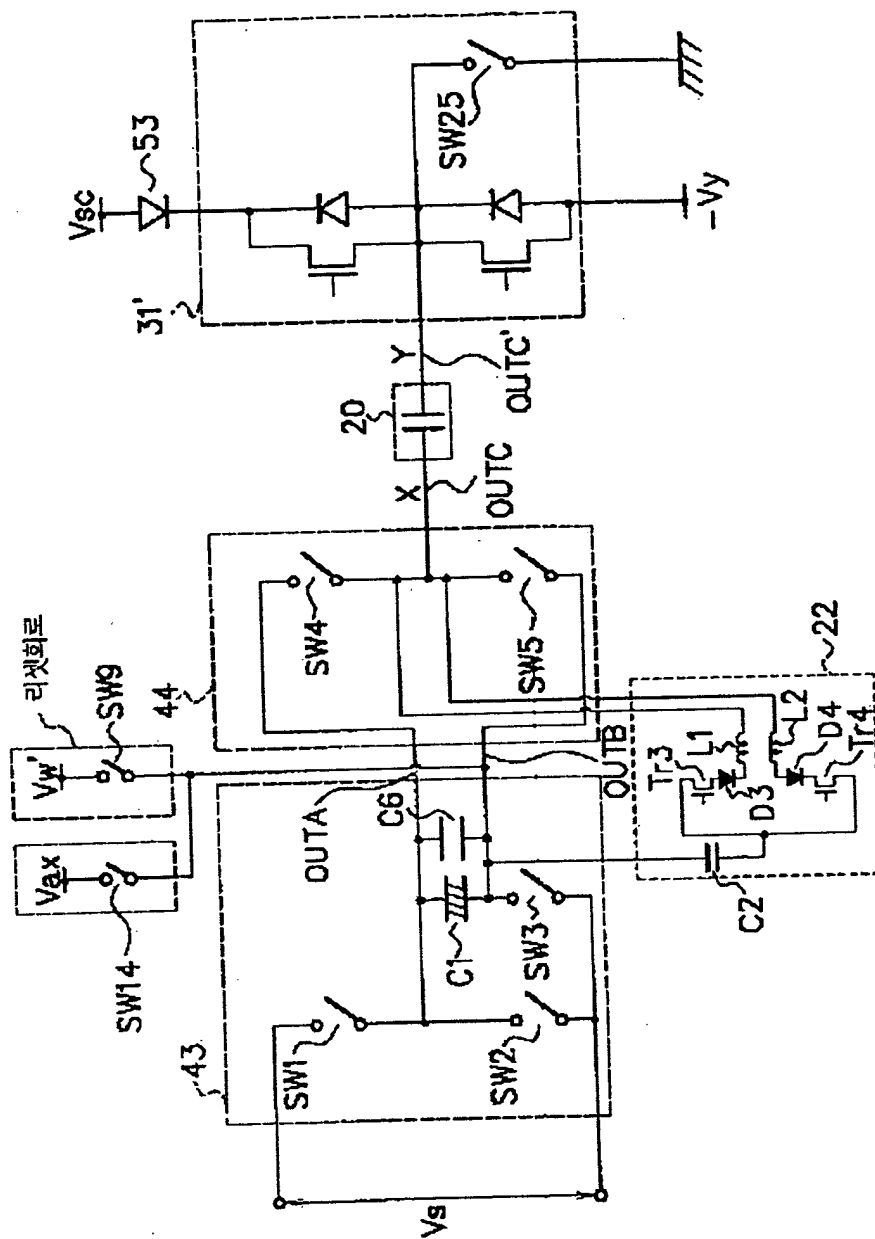 리셋회로
Vax
SW14
Vw'
SW9
43
Vs
SW1
SW2
SW3
C1
C6
OUTA
OUTB
44
SW4
SW5
X
OUTC
20
Y
OUTC'
31'
Vsc
53
SW25
-Vy
22
C2
Tr3
D3
L1
L2
D4
Tr4